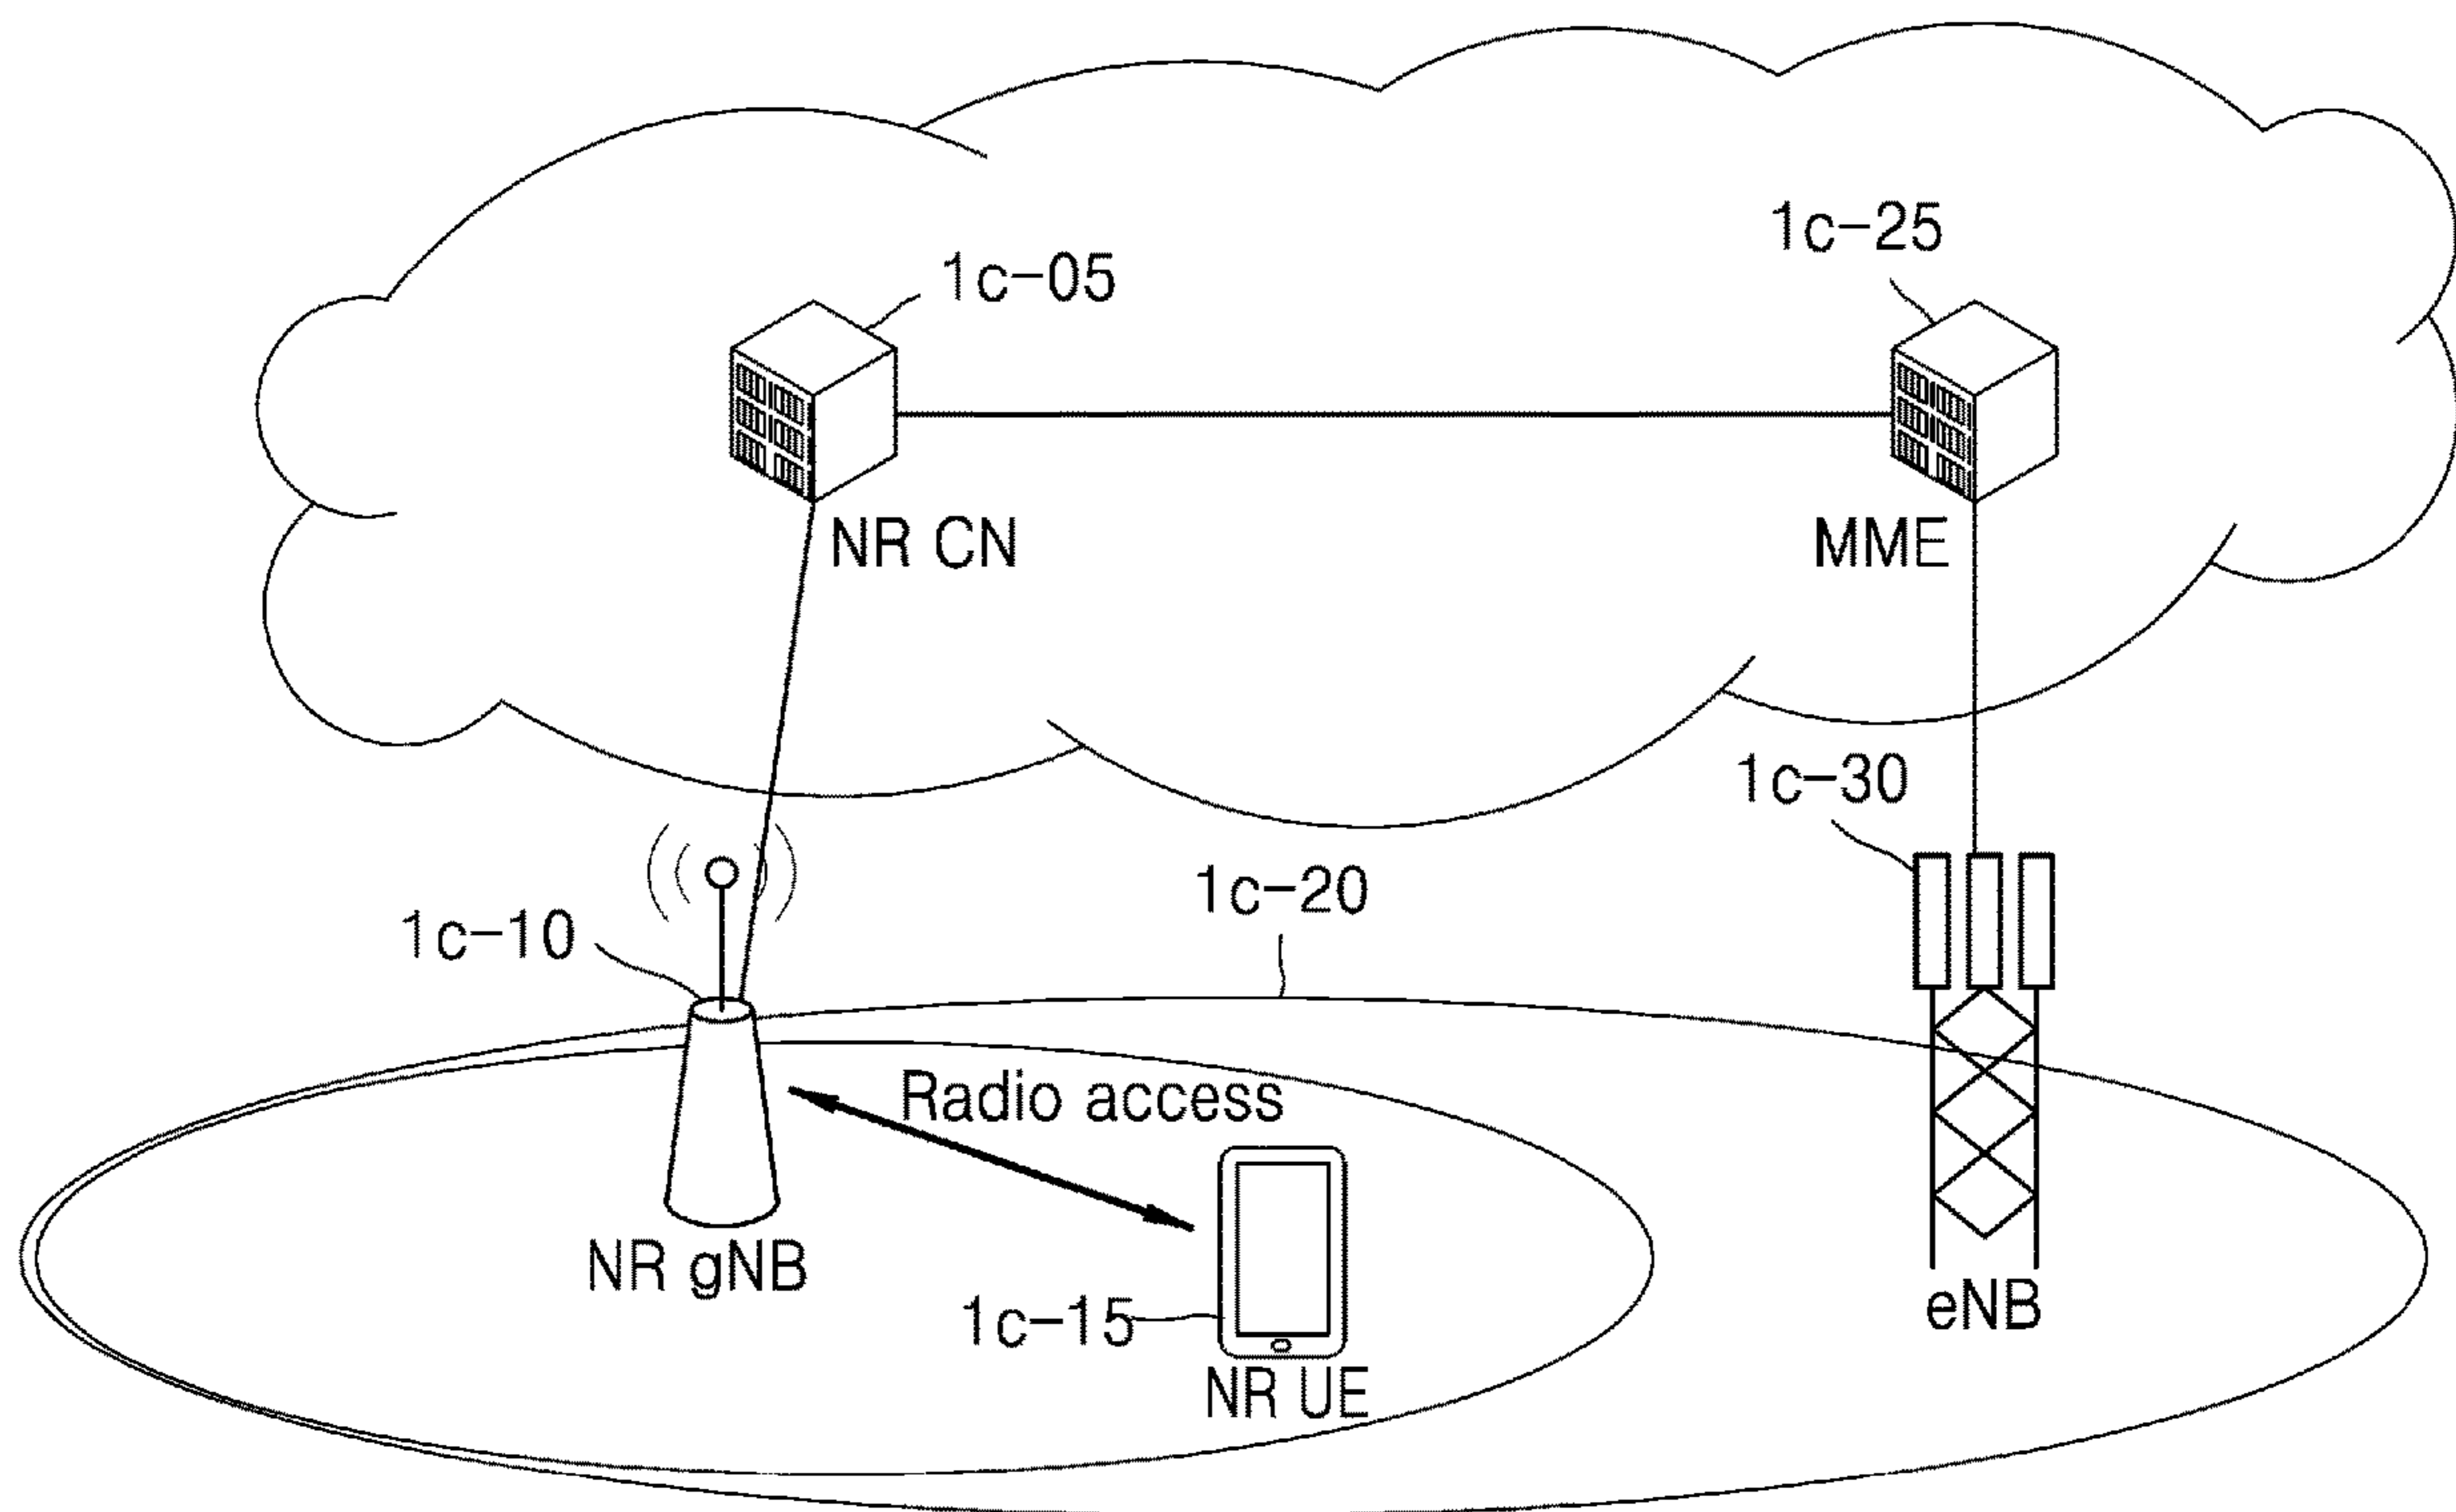 1c-25
1c-05
NR CN
MME
1c-30
1c-20
1c-10
Radio access
NR gNB
1c-15
eNB
NR UE